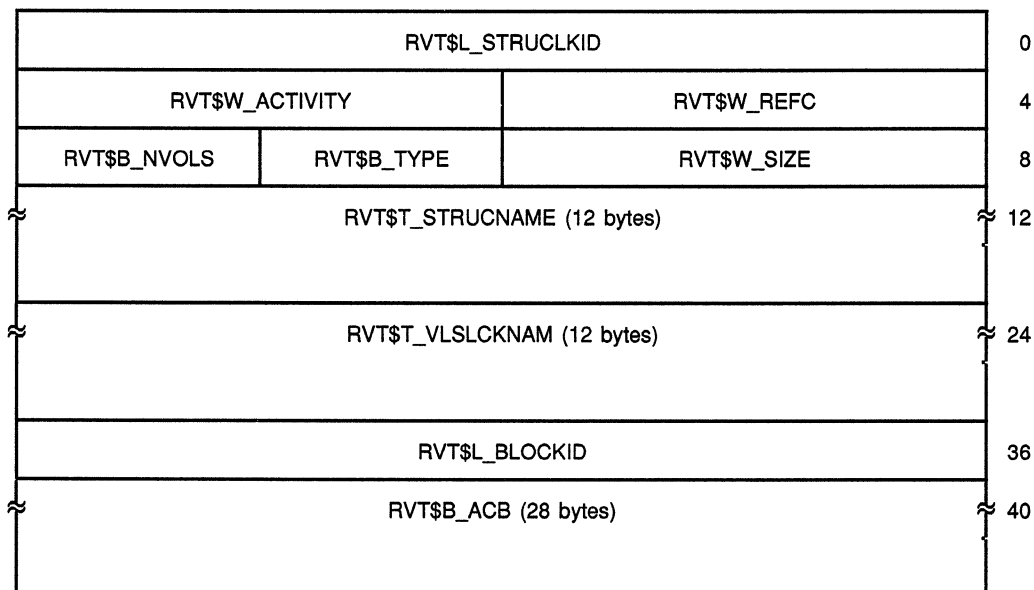 RVT$L_STRUCLKID 0
RVT$W_ACTIVITY RVT$W_REFC 4
RVT$B_NVOLS RVT$B_TYPE RVT$W_SIZE 8
RVT$T_STRUCNAME (12 bytes) 12
RVT$T_VLSLCKNAM (12 bytes) 24
RVT$L_BLOCKID 36
RVT$B_ACB (28 bytes) 40